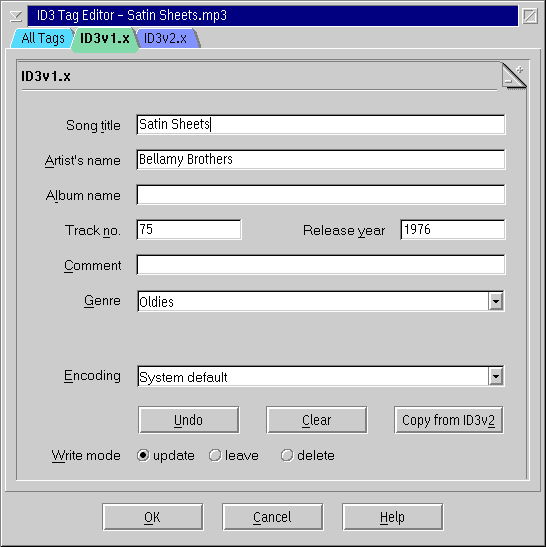 ID3 Tag Editor - Satin Sheets.mp3
All Tags ID3v1.x ID3v2.x
ID3v1.x
- +
Song title Satin Sheets
Artist's name Bellamy Brothers
Album name
Track no. 75 Release year 1976
Comment
Genre Oldies
Encoding System default
Undo Clear Copy from ID3v2
Write mode update leave delete
OK Cancel Help